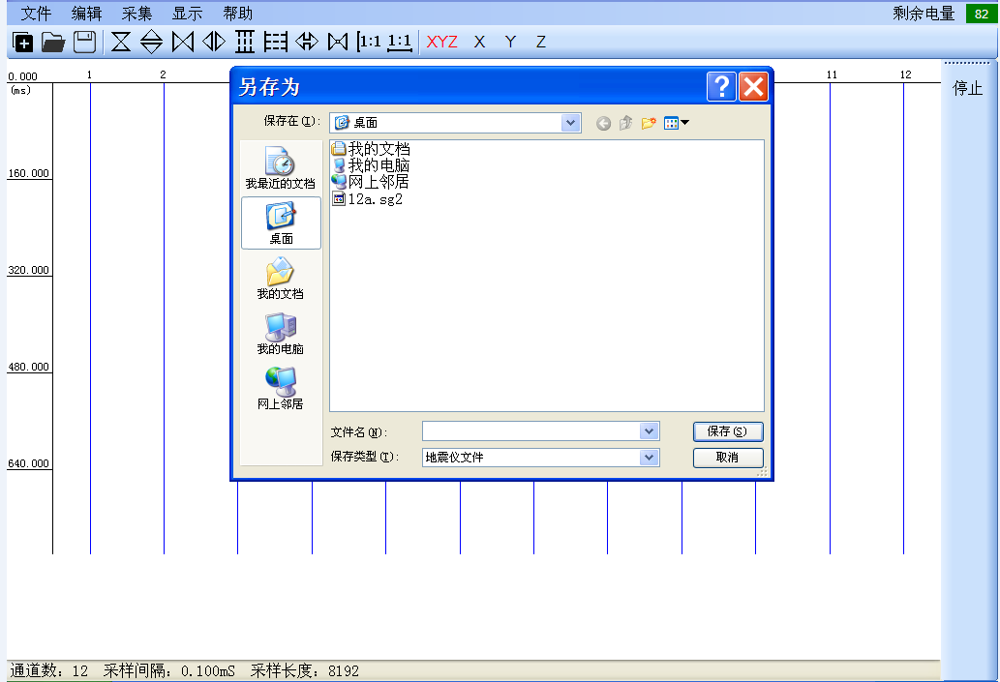 文件 编辑 采集 显示 帮助 剩余电量 82
[1:1 1:1 XYZ X Y Z
0.000 1 2 11 12
(ms)
停止
另存为
保存在(I): 桌面
我的文档
我的电脑
网上邻居
12a.sg2
我最近的文档
桌面
我的文档
我的电脑
网上邻居
160.000
320.000
480.000
640.000
文件名(N): 保存(S)
保存类型(T): 地震仪文件 取消
通道数: 12 采样间隔: 0.100mS 采样长度: 8192